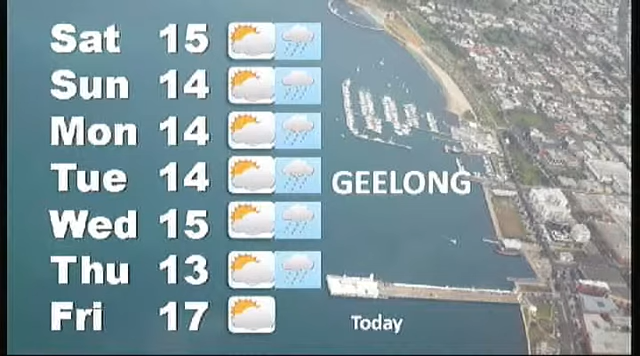 Sat 15
Sun 14
Mon 14
Tue 14
Wed 15
Thu 13
Fri 17
GEELONG
Today